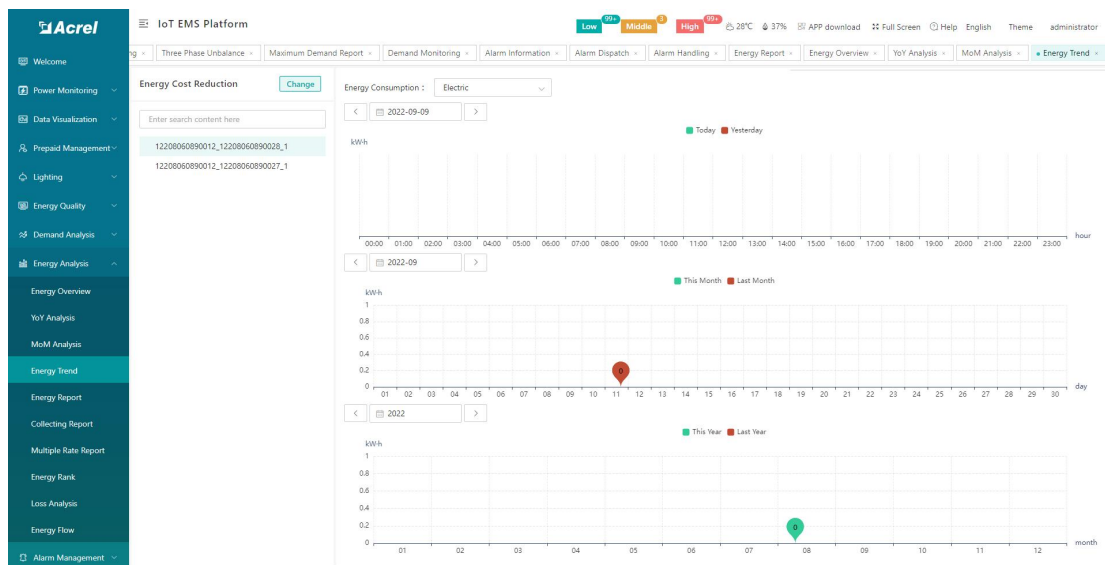 Acrel
IoT EMS Platform
Low 99+ Middle 3 High 99+ 28℃ 37% APP download Full Screen Help English Theme administrator
ng × Three Phase Unbalance × Maximum Demand Report × Demand Monitoring × Alarm Information × Alarm Dispatch × Alarm Handling × Energy Report × Energy Overview × YoY Analysis × MoM Analysis × Energy Trend ×
Welcome
Power Monitoring
Data Visualization
Prepaid Management
Lighting
Energy Quality
Demand Analysis
Energy Analysis
Energy Overview
YoY Analysis
MoM Analysis
Energy Trend
Energy Report
Collecting Report
Multiple Rate Report
Energy Rank
Loss Analysis
Energy Flow
Alarm Management
Energy Cost Reduction Change
Enter search content here
12208060890012_12208060890028_1
12208060890012_12208060890027_1
Energy Consumption : Electric
< 2022-09-09 >
Today Yesterday
kW·h
00:00 01:00 02:00 03:00 04:00 05:00 06:00 07:00 08:00 09:00 10:00 11:00 12:00 13:00 14:00 15:00 16:00 17:00 18:00 19:00 20:00 21:00 22:00 23:00 hour
< 2022-09 >
This Month Last Month
kW·h
1
0.8
0.6
0.4
0.2
0
0
01 02 03 04 05 06 07 08 09 10 11 12 13 14 15 16 17 18 19 20 21 22 23 24 25 26 27 28 29 30 day
< 2022 >
This Year Last Year
kW·h
1
0.8
0.6
0.4
0.2
0
0
01 02 03 04 05 06 07 08 09 10 11 12 month